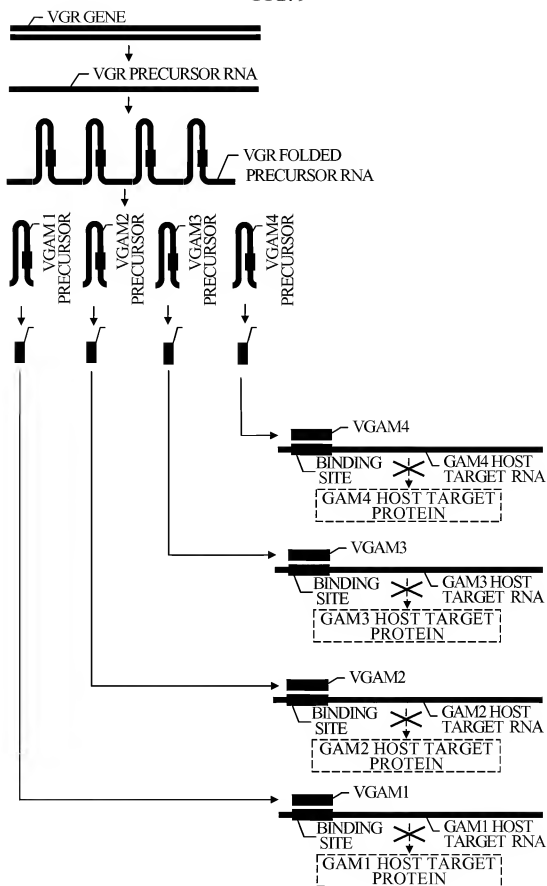 VGR GENE
VGR PRECURSOR RNA
VGR FOLDED
PRECURSOR RNA
VGAM1
PRECURSOR
VGAM2
PRECURSOR
VGAM3
PRECURSOR
VGAM4
PRECURSOR
VGAM4
BINDING
SITE
GAM4 HOST
TARGET RNA
GAM4 HOST TARGET
PROTEIN
VGAM3
BINDING
SITE
GAM3 HOST
TARGET RNA
GAM3 HOST TARGET
PROTEIN
VGAM2
BINDING
SITE
GAM2 HOST
TARGET RNA
GAM2 HOST TARGET
PROTEIN
VGAM1
BINDING
SITE
GAM1 HOST
TARGET RNA
GAM1 HOST TARGET
PROTEIN